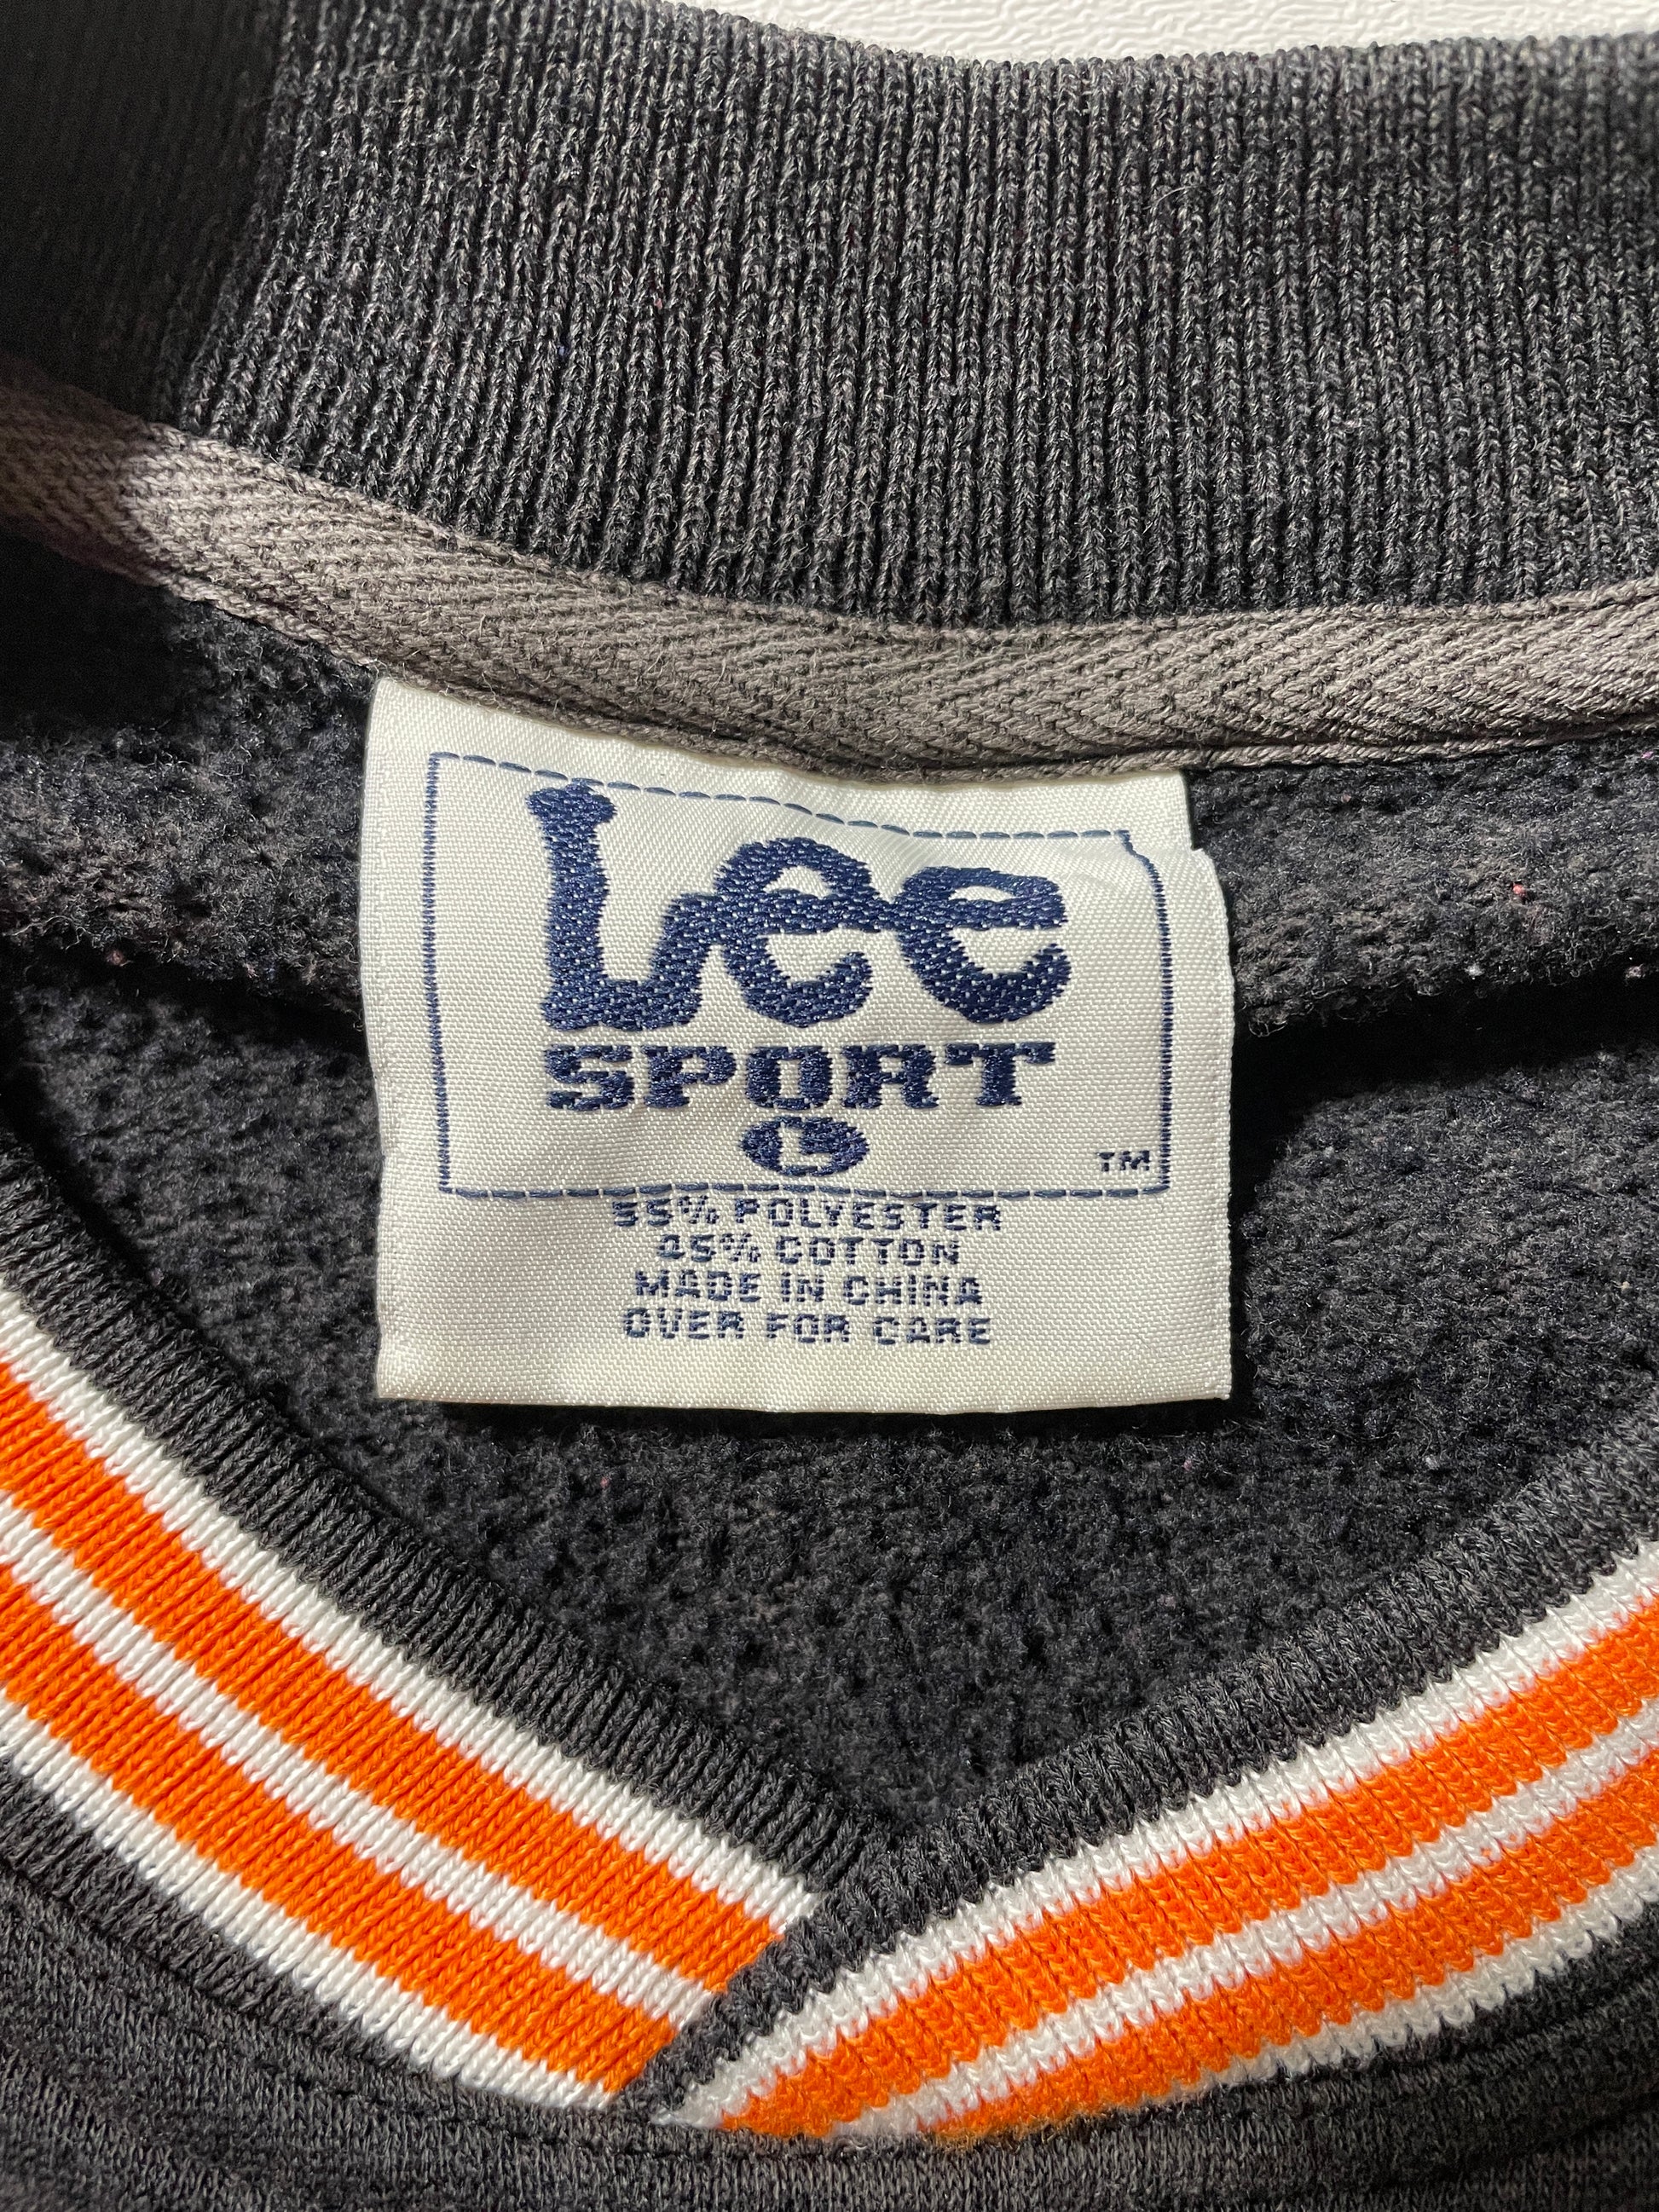 Lee
SPORT
L
TM
55% POLYESTER
45% COTTON
MADE IN CHINA
OVER FOR CARE